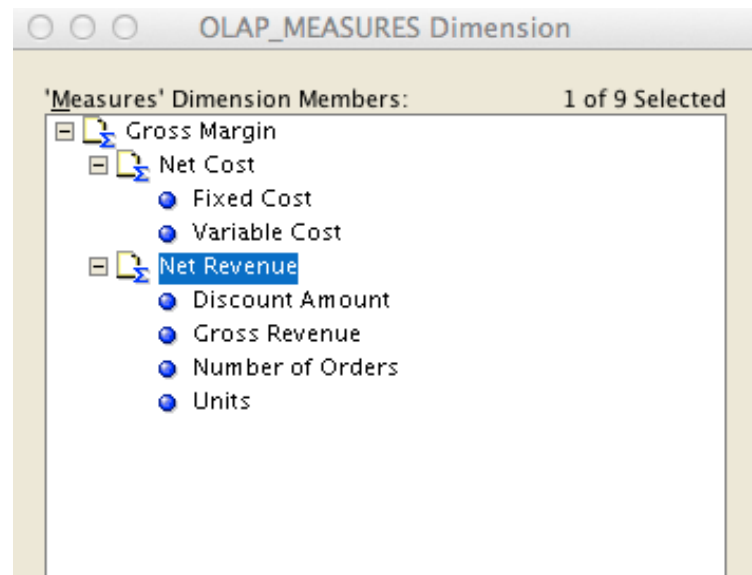 OLAP_MEASURES Dimension
'Measures' Dimension Members: 1 of 9 Selected
Gross Margin
Net Cost
Fixed Cost
Variable Cost
Net Revenue
Discount Amount
Gross Revenue
Number of Orders
Units